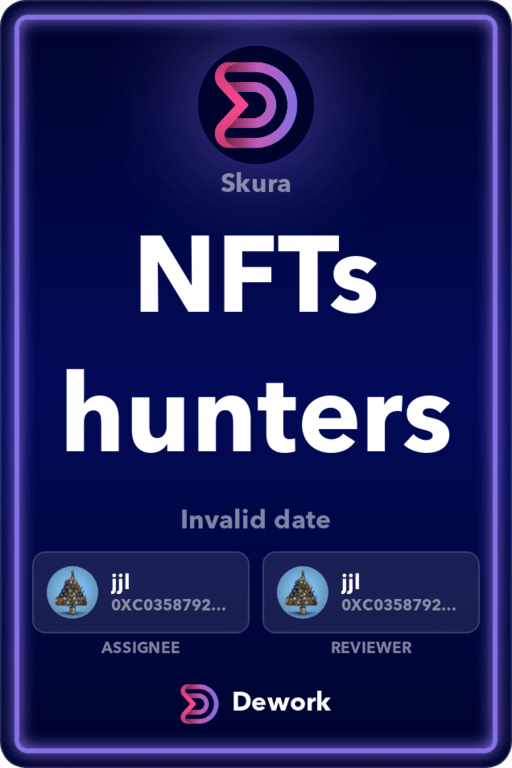 Skura
NFTs
hunters
Invalid date
jjl
0XC0358792...
ASSIGNEE
jjl
0XC0358792...
REVIEWER
Dework